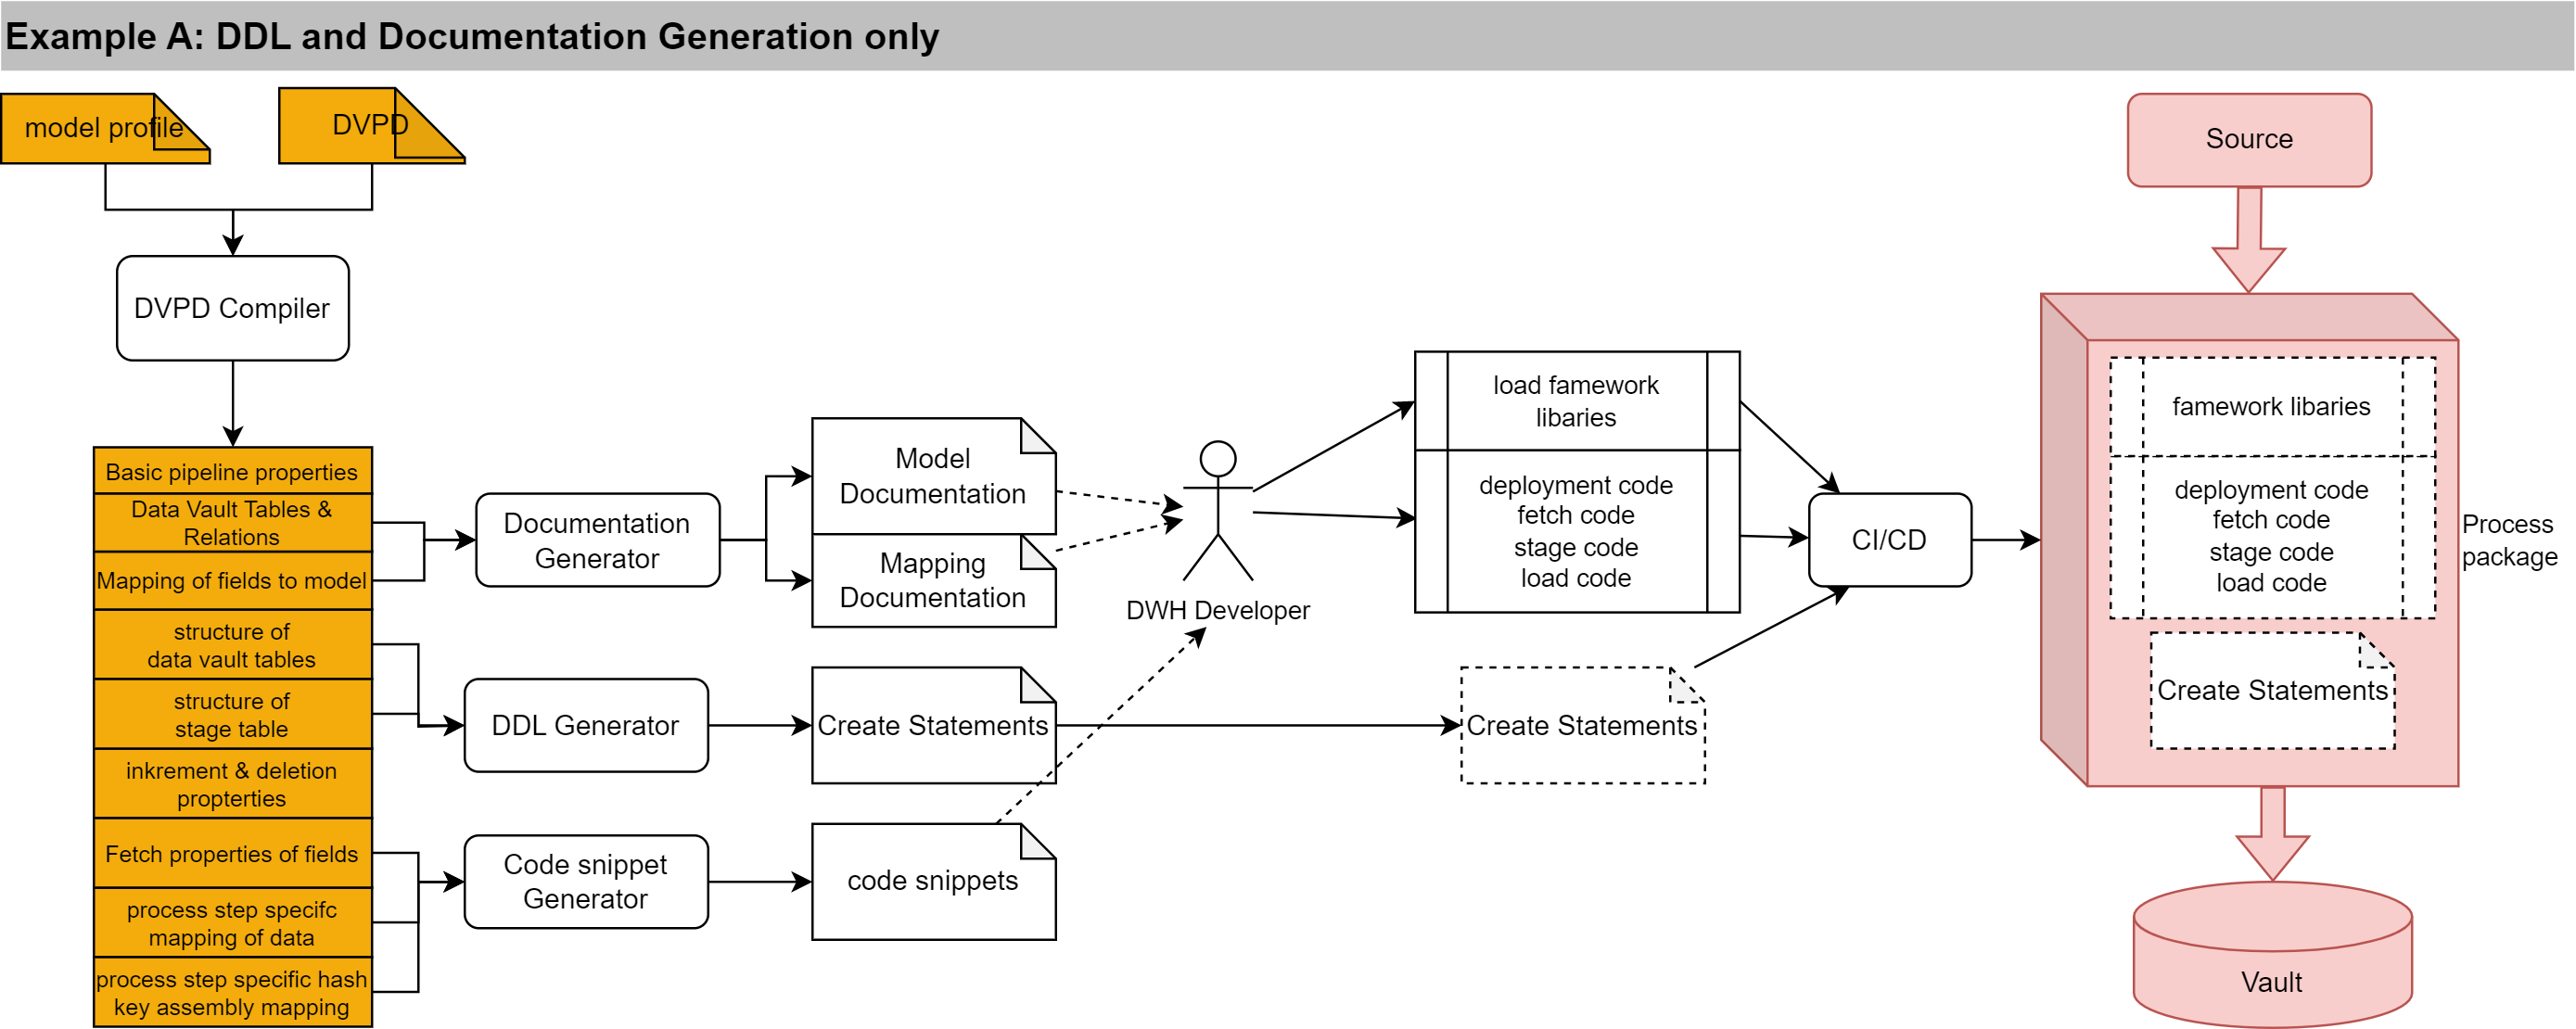 Example A: DDL and Documentation Generation only
model profile
DVPD
Source
DVPD Compiler
Basic pipeline properties
Data Vault Tables &
Relations
Mapping of fields to model
structure of
data vault tables
structure of
stage table
inkrement & deletion
propterties
Fetch properties of fields
process step specifc
mapping of data
process step specific hash
key assembly mapping
Documentation
Generator
DDL Generator
Code snippet
Generator
Model
Documentation
Mapping
Documentation
Create Statements
code snippets
DWH Developer
load famework
libaries
deployment code
fetch code
stage code
load code
Create Statements
CI/CD
famework libaries
deployment code
fetch code
stage code
load code
Create Statements
Process
package
Vault